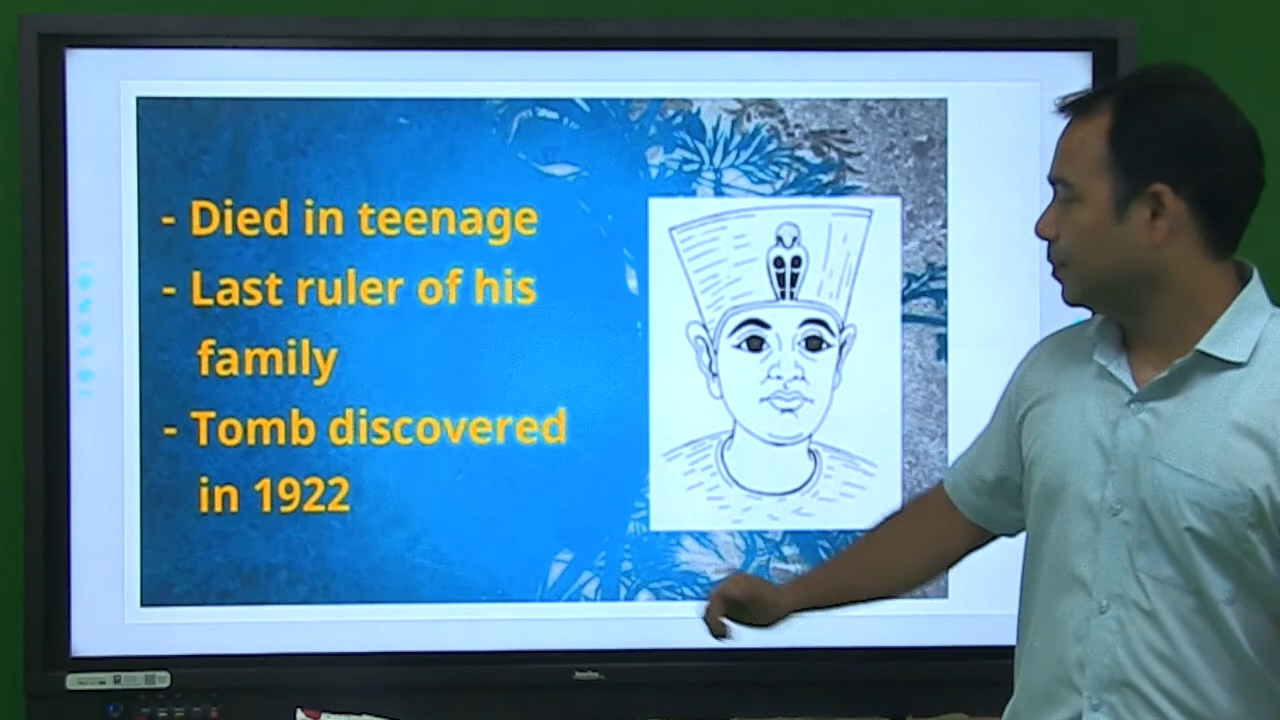 - Died in teenage
- Last ruler of his
family
- Tomb discovered
in 1922